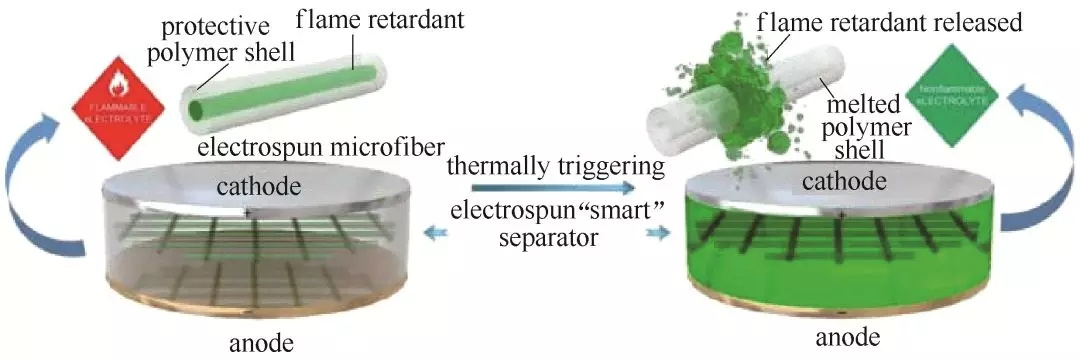 protective
polymer shell
flame retardant
FLAMMABLE
eLECTROLYTE
electrospun microfiber
cathode
anode
thermally triggering
electrospun“smart”
separator
flame retardant released
melted
polymer
shell
Nonflammable
eLECTROLYTE
cathode
anode